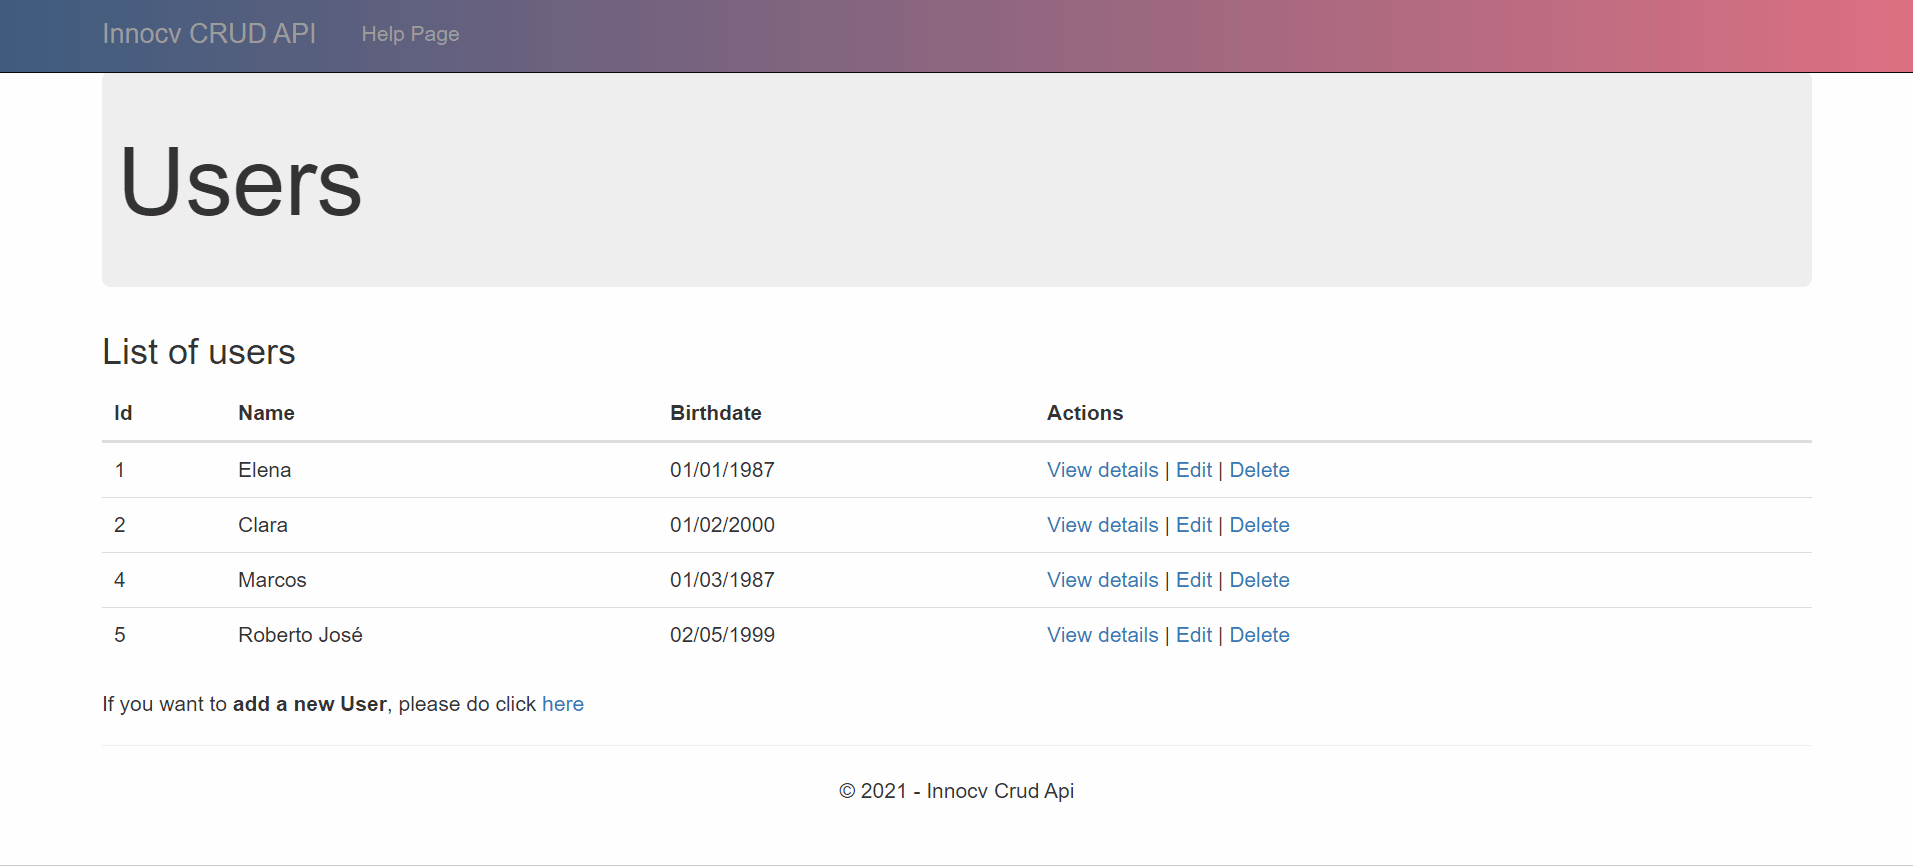 Innocv CRUD API Help Page
Users
List of users
Id Name Birthdate Actions
1 Elena 01/01/1987 View details | Edit | Delete
2 Clara 01/02/2000 View details | Edit | Delete
4 Marcos 01/03/1987 View details | Edit | Delete
5 Roberto José 02/05/1999 View details | Edit | Delete
If you want to add a new User, please do click here
© 2021 - Innocv Crud Api